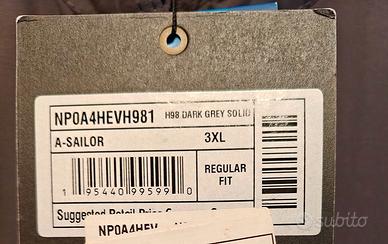 NP0A4HEVH981 H98 DARK GREY SOLID
A-SAILOR 3XL
REGULAR
FIT
1 95440 99599 0
Suggested Retail Price
NP0A4HEV
subito